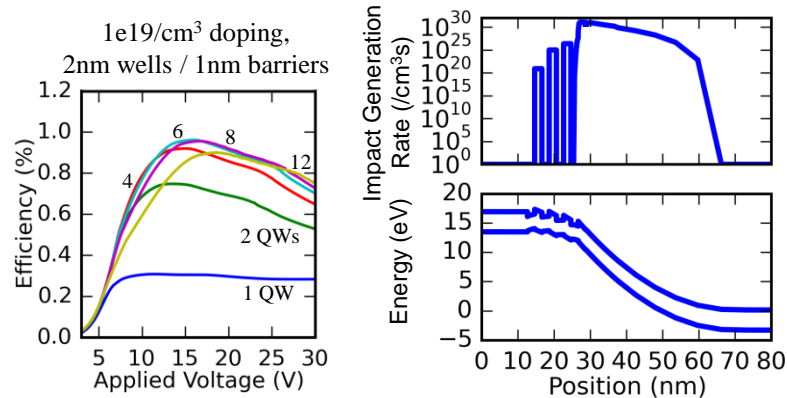 1e19/cm³ doping,
2nm wells / 1nm barriers
1.2
1.0
0.8
0.6
0.4
0.2
0.0
Efficiency (%)
6
8
4
12
2 QWs
1 QW
5 10 15 20 25 30
Applied Voltage (V)
Impact Generation
Rate (/cm³s)
10³⁰
10²⁵
10²⁰
10¹⁵
10¹⁰
10⁵
10⁰
10⁰
Energy (eV)
20
15
10
5
0
−5
0 10 20 30 40 50 60 70 80
Position (nm)